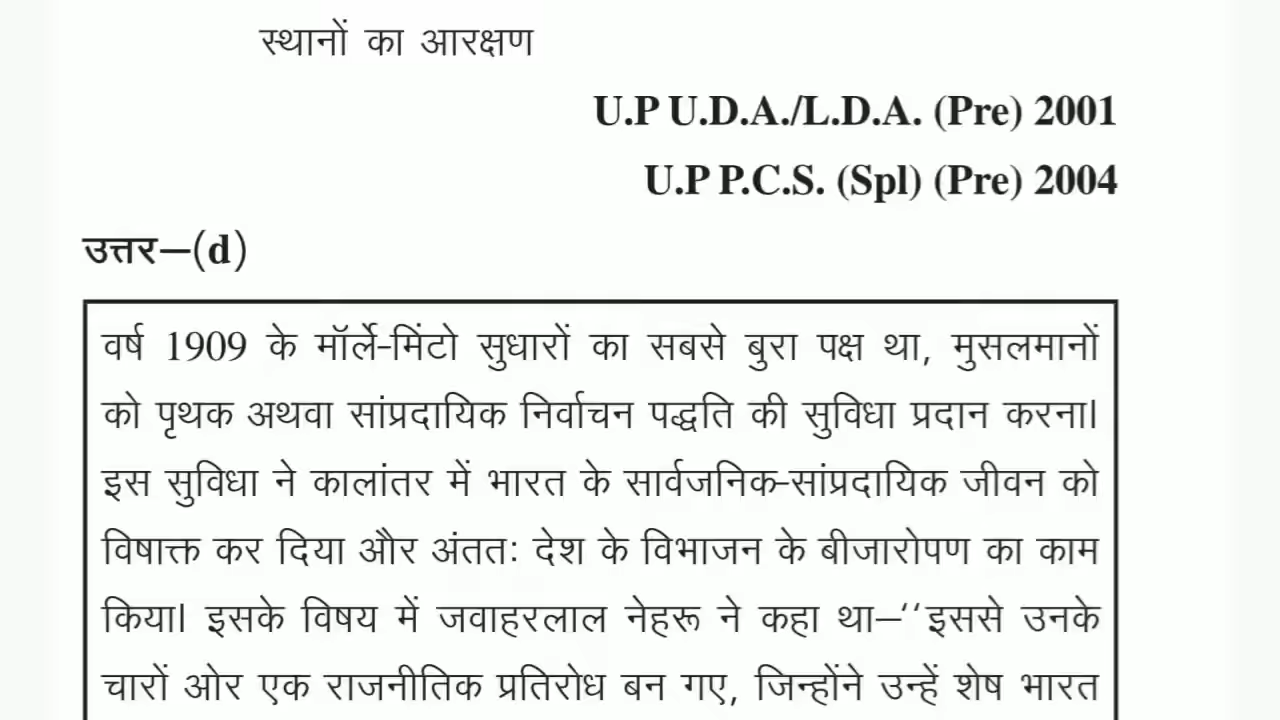 स्थानों का आरक्षण
U.P U.D.A./L.D.A. (Pre) 2001
U.P P.C.S. (Spl) (Pre) 2004
उत्तर–(d)
वर्ष 1909 के मॉर्ले-मिंटो सुधारों का सबसे बुरा पक्ष था, मुसलमानों
को पृथक अथवा सांप्रदायिक निर्वाचन पद्धति की सुविधा प्रदान करना।
इस सुविधा ने कालांतर में भारत के सार्वजनिक-सांप्रदायिक जीवन को
विषाक्त कर दिया और अंततः देश के विभाजन के बीजारोपण का काम
किया। इसके विषय में जवाहरलाल नेहरू ने कहा था–‘‘इससे उनके
चारों ओर एक राजनीतिक प्रतिरोध बन गए, जिन्होंने उन्हें शेष भारत